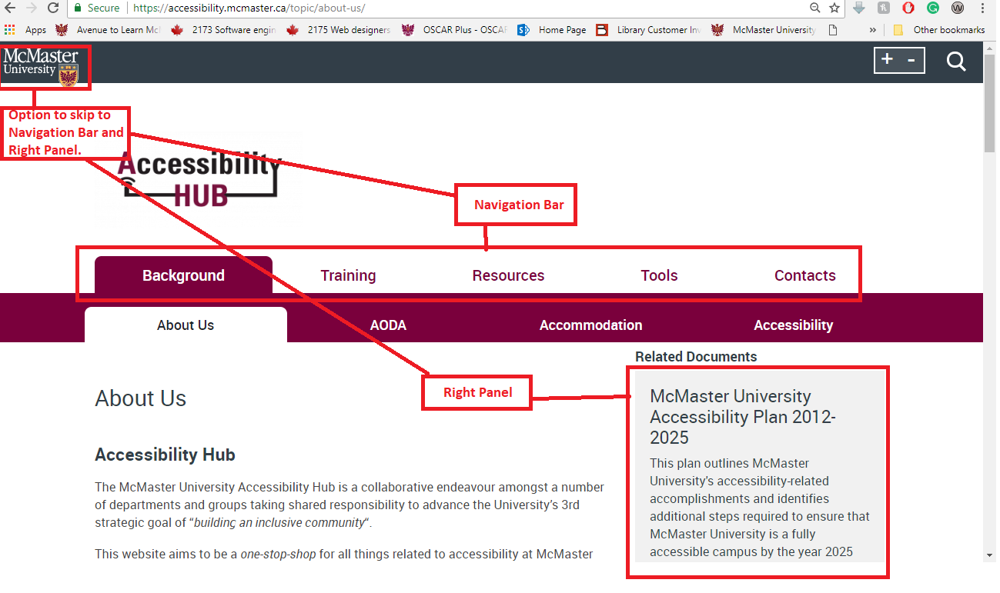 Secure https://accessibility.mcmaster.ca/topic/about-us/
Apps Avenue to Learn Mc 2173 Software engin 2175 Web designers OSCAR Plus - OSCA Home Page Library Customer Inv McMaster University » Other bookmarks
McMaster
University
+ -
Option to skip to
Navigation Bar and
Right Panel.
Accessibility
HUB
Navigation Bar
Background Training Resources Tools Contacts
About Us AODA Accommodation Accessibility
Related Documents
Right Panel
McMaster University
Accessibility Plan 2012-
2025
This plan outlines McMaster
University's accessibility-related
accomplishments and identifies
additional steps required to ensure that
McMaster University is a fully
accessible campus by the year 2025
About Us
Accessibility Hub
The McMaster University Accessibility Hub is a collaborative endeavour amongst a number
of departments and groups taking shared responsibility to advance the University's 3rd
strategic goal of “building an inclusive community“.
This website aims to be a one-stop-shop for all things related to accessibility at McMaster